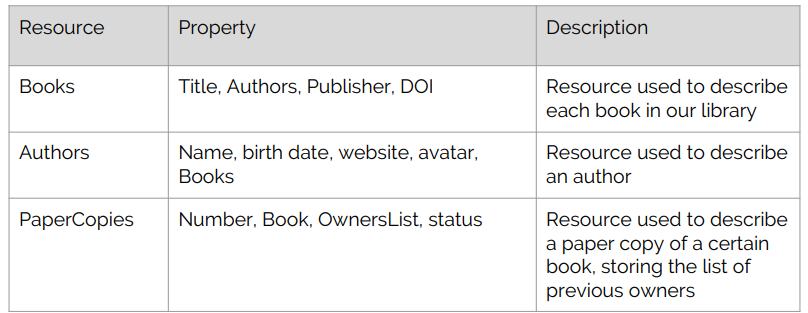 Resource Property Description
Books Title, Authors, Publisher, DOI Resource used to describe
each book in our library
Authors Name, birth date, website, avatar, Resource used to describe
Books an author
PaperCopies Number, Book, OwnersList, status Resource used to describe
a paper copy of a certain
book, storing the list of
previous owners